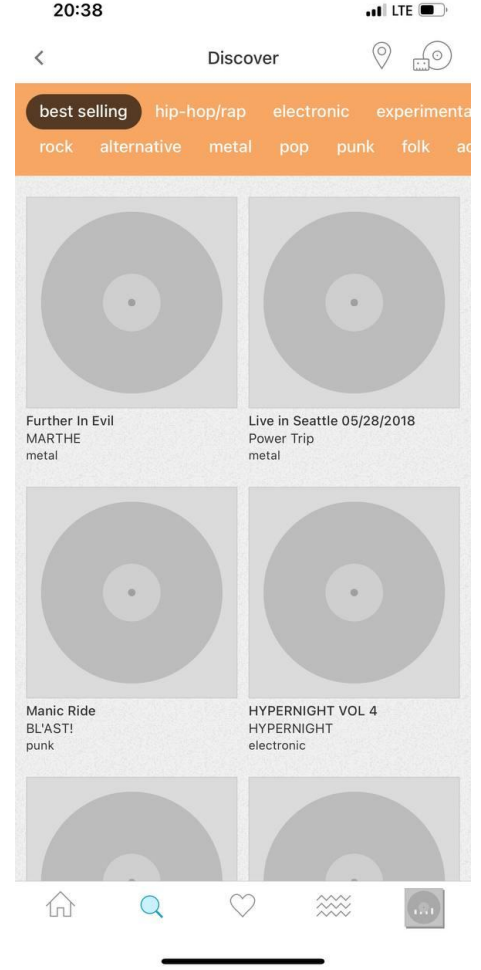 20:38
LTE
Discover
best selling hip-hop/rap electronic experimenta
rock alternative metal pop punk folk ac
Further In Evil
MARTHE
metal
Live in Seattle 05/28/2018
Power Trip
metal
Manic Ride
BL'AST!
punk
HYPERNIGHT VOL 4
HYPERNIGHT
electronic